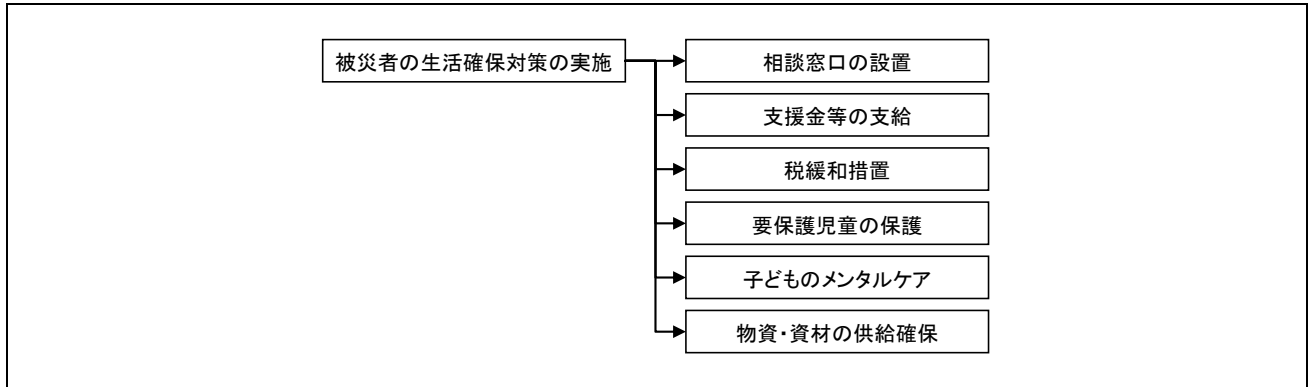 被災者の生活確保対策の実施
相談窓口の設置
支援金等の支給
税緩和措置
要保護児童の保護
子どものメンタルケア
物資・資材の供給確保